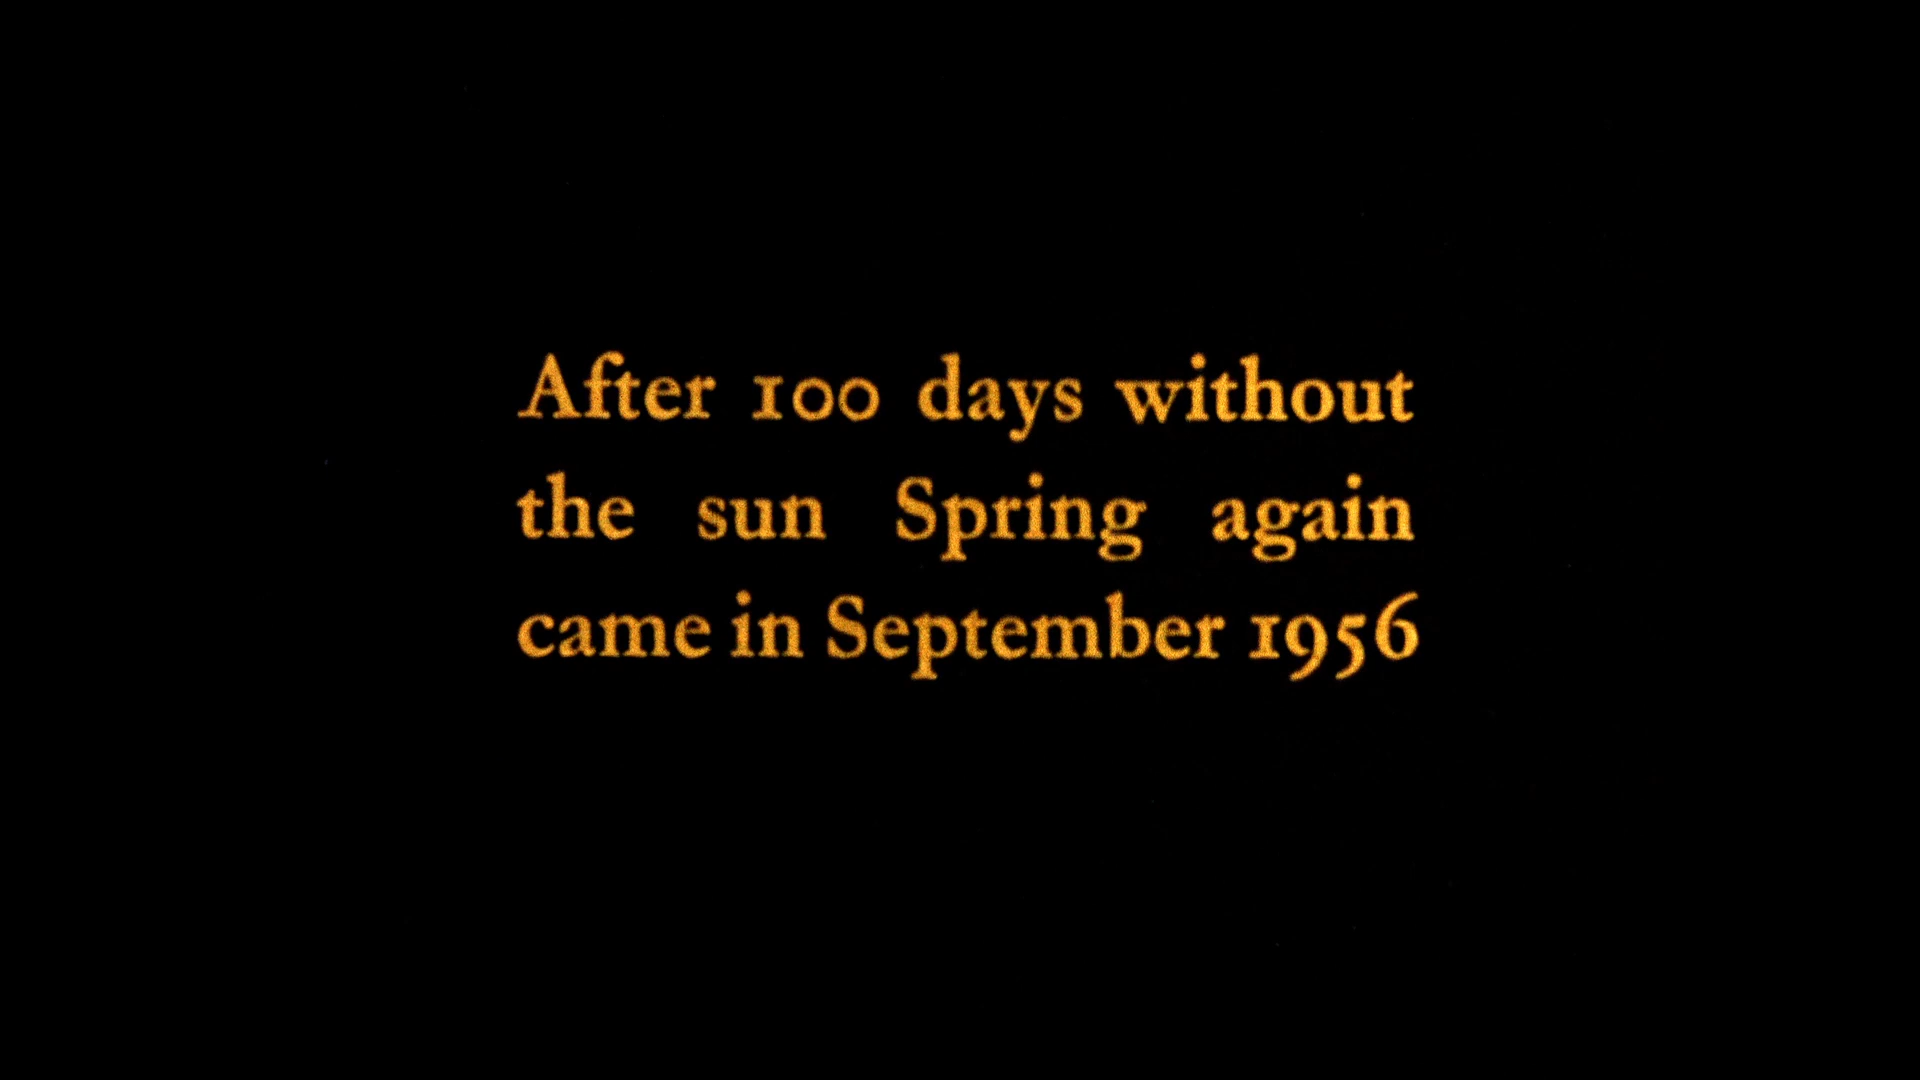 After 100 days without
the sun Spring again
came in September 1956